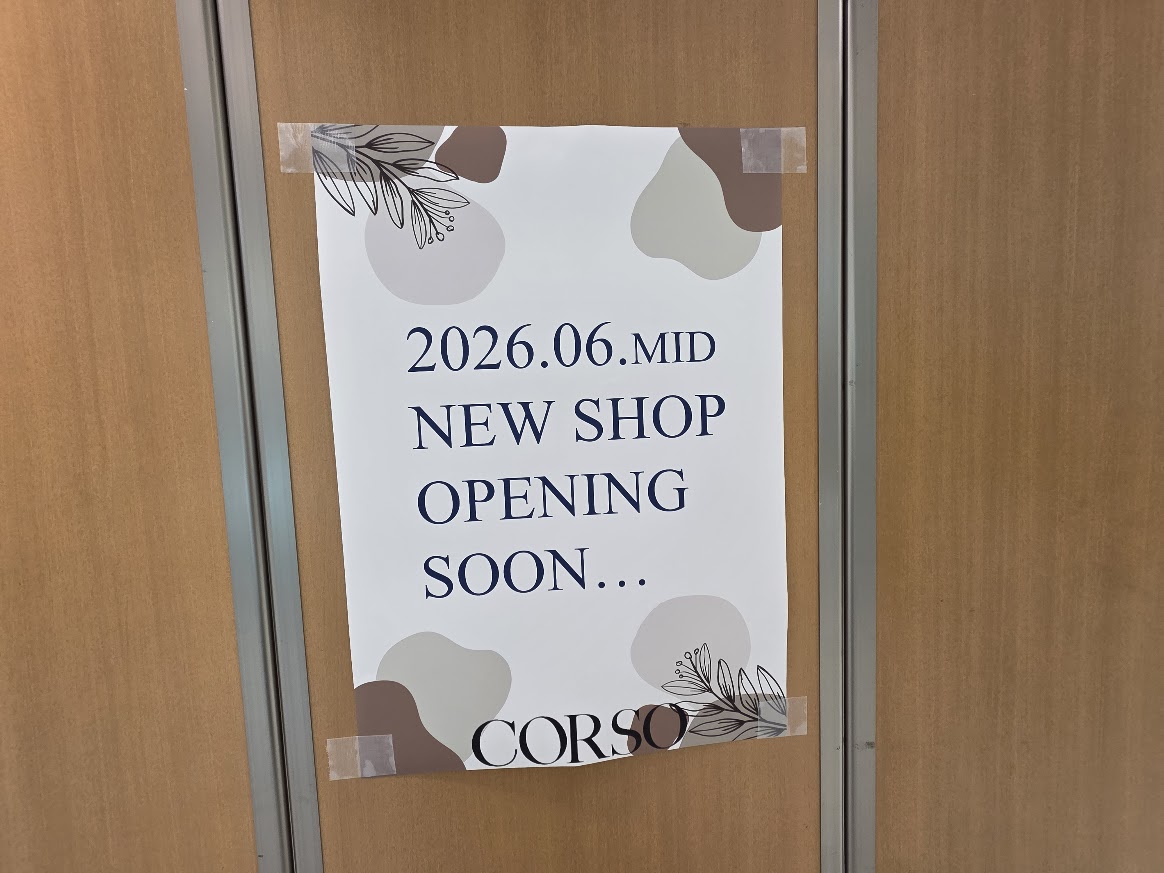 2026.06.MID
NEW SHOP
OPENING
SOON...
CORSO